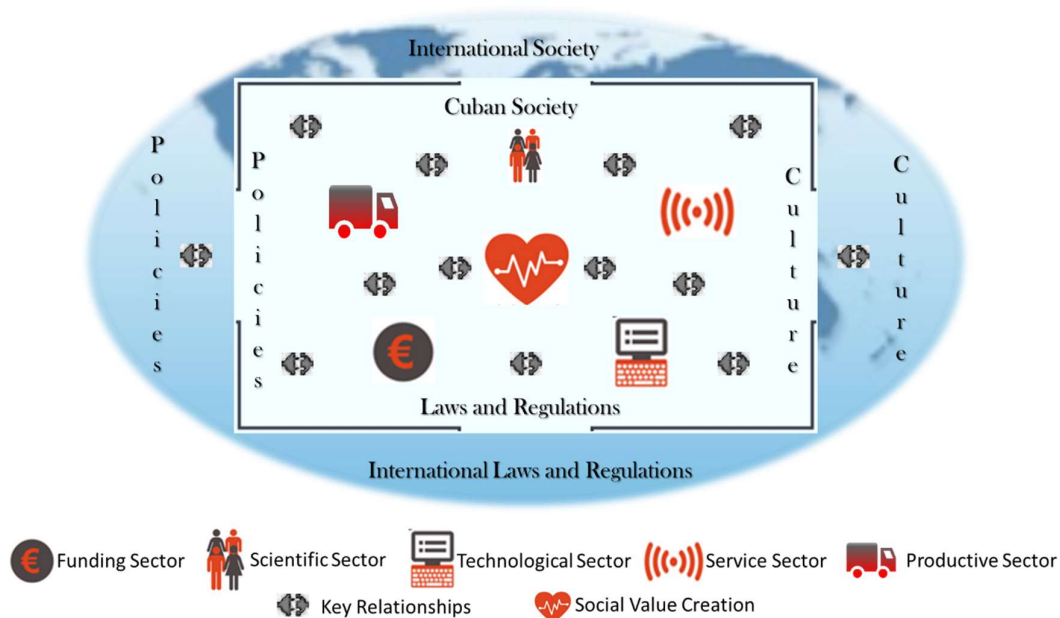 International Society
Cuban Society
Policies
Policies
Culture
Culture
€
Laws and Regulations
International Laws and Regulations
€ Funding Sector
Scientific Sector
Technological Sector
Service Sector
Productive Sector
Key Relationships
Social Value Creation